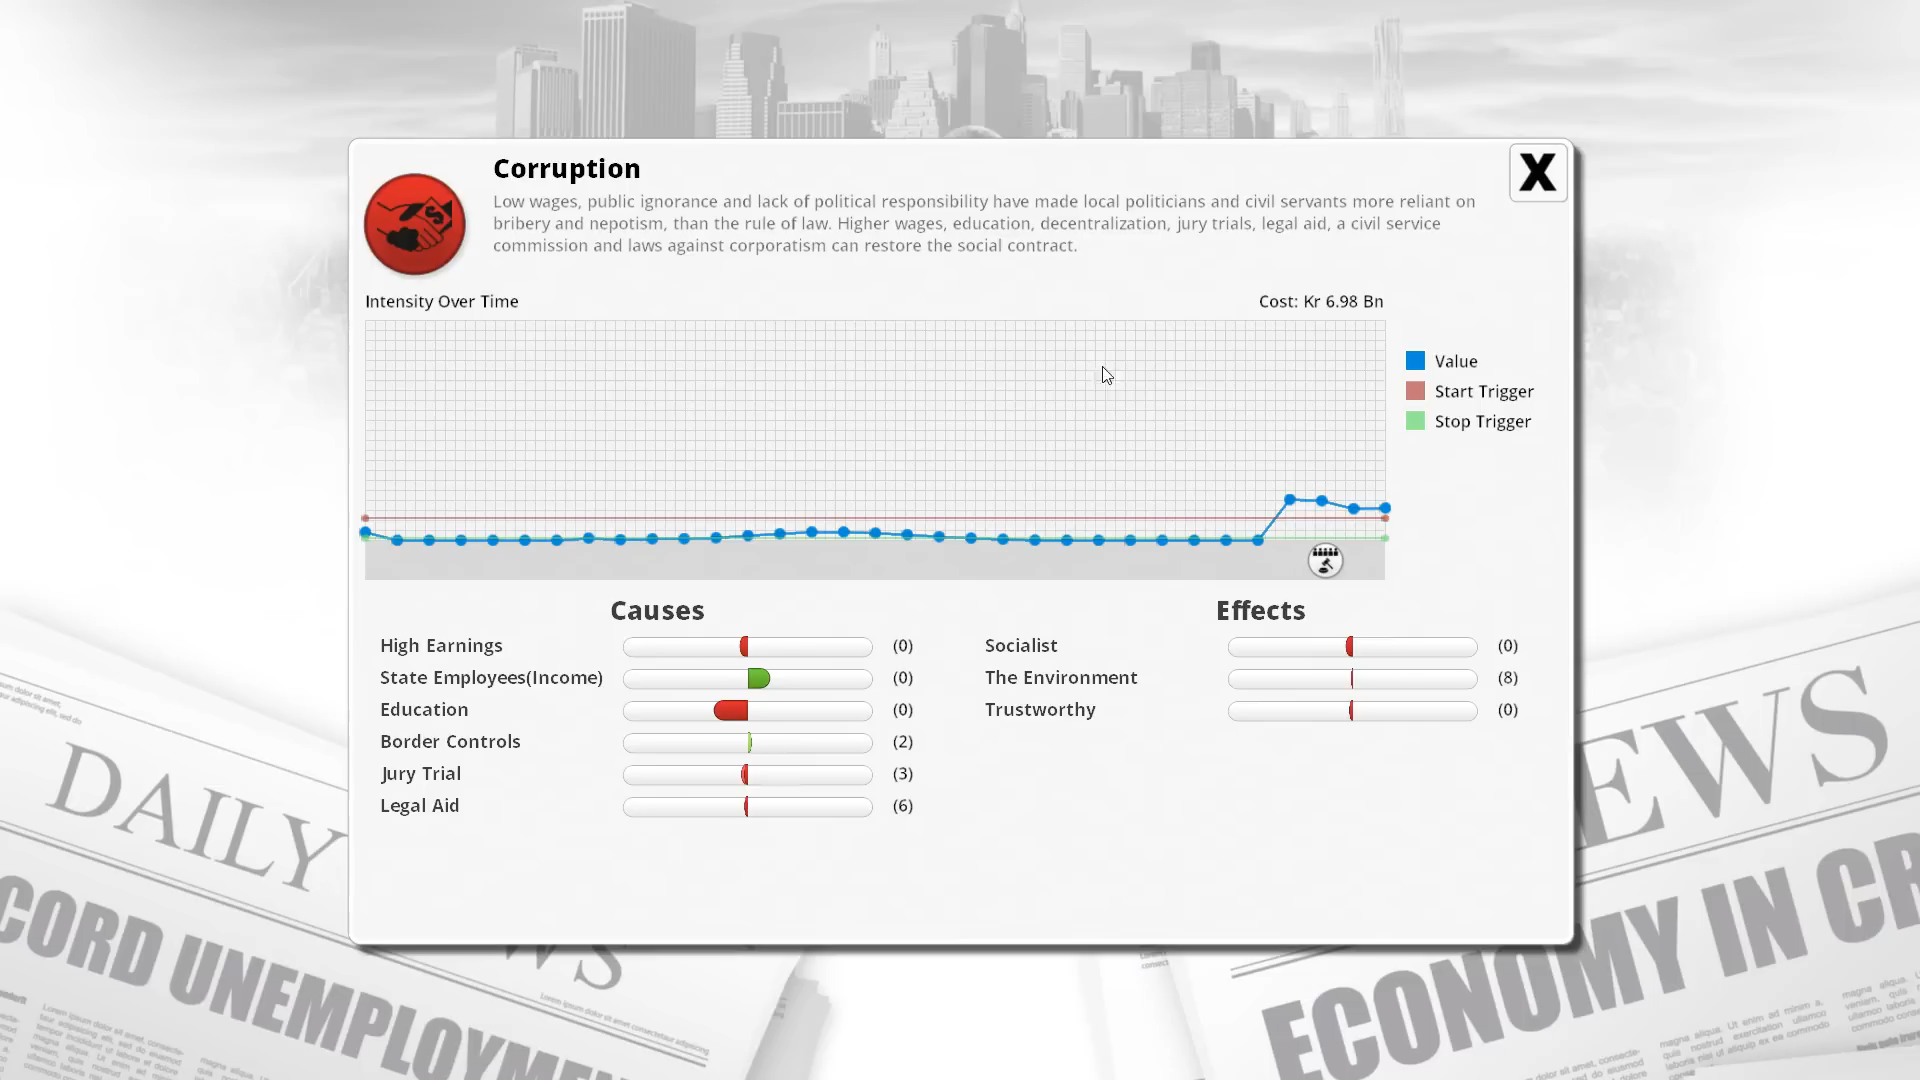 Corruption
X
Low wages, public ignorance and lack of political responsibility have made local politicians and civil servants more reliant on
bribery and nepotism, than the rule of law. Higher wages, education, decentralization, jury trials, legal aid, a civil service
commission and laws against corporatism can restore the social contract.
Intensity Over Time
Cost: Kr 6.98 Bn
Value
Start Trigger
Stop Trigger
Causes
High Earnings (0)
State Employees(Income) (0)
Education (0)
Border Controls (2)
Jury Trial (3)
Legal Aid (6)
Effects
Socialist (0)
The Environment (8)
Trustworthy (0)
DAILY
CORD UNEMPLOYME
WS
EWS
ECONOMY IN CR